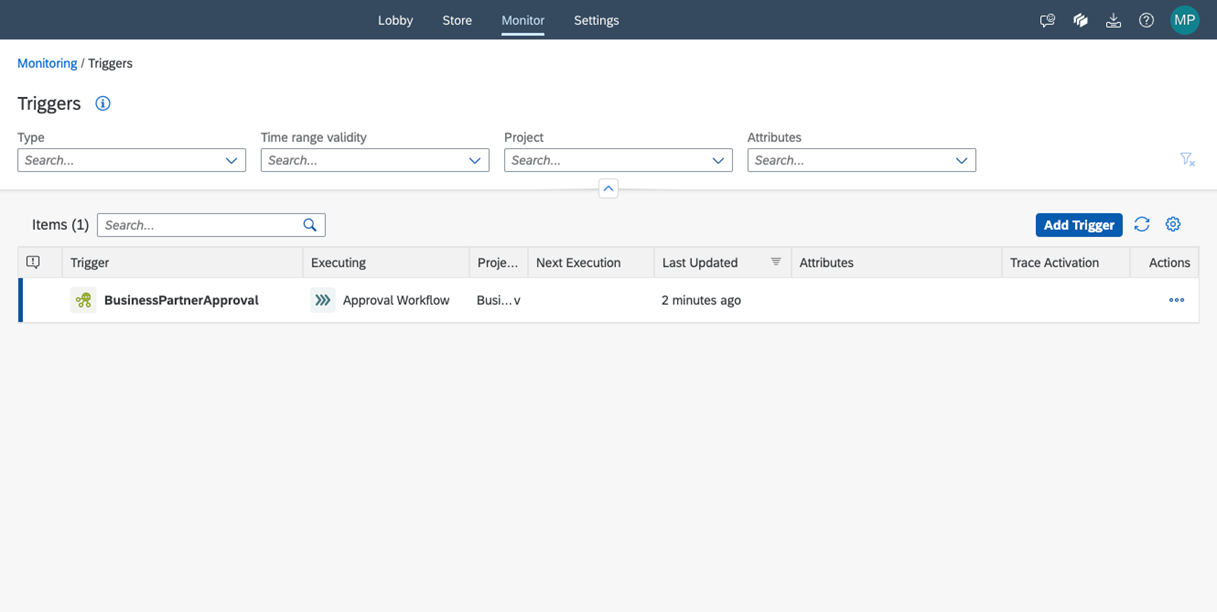 Lobby Store Monitor Settings MP
Monitoring / Triggers
Triggers
Type Time range validity Project Attributes
Search... Search... Search... Search...
Items (1) Search... Add Trigger
Trigger Executing Proje... Next Execution Last Updated Attributes Trace Activation Actions
BusinessPartnerApproval Approval Workflow Busi...v 2 minutes ago